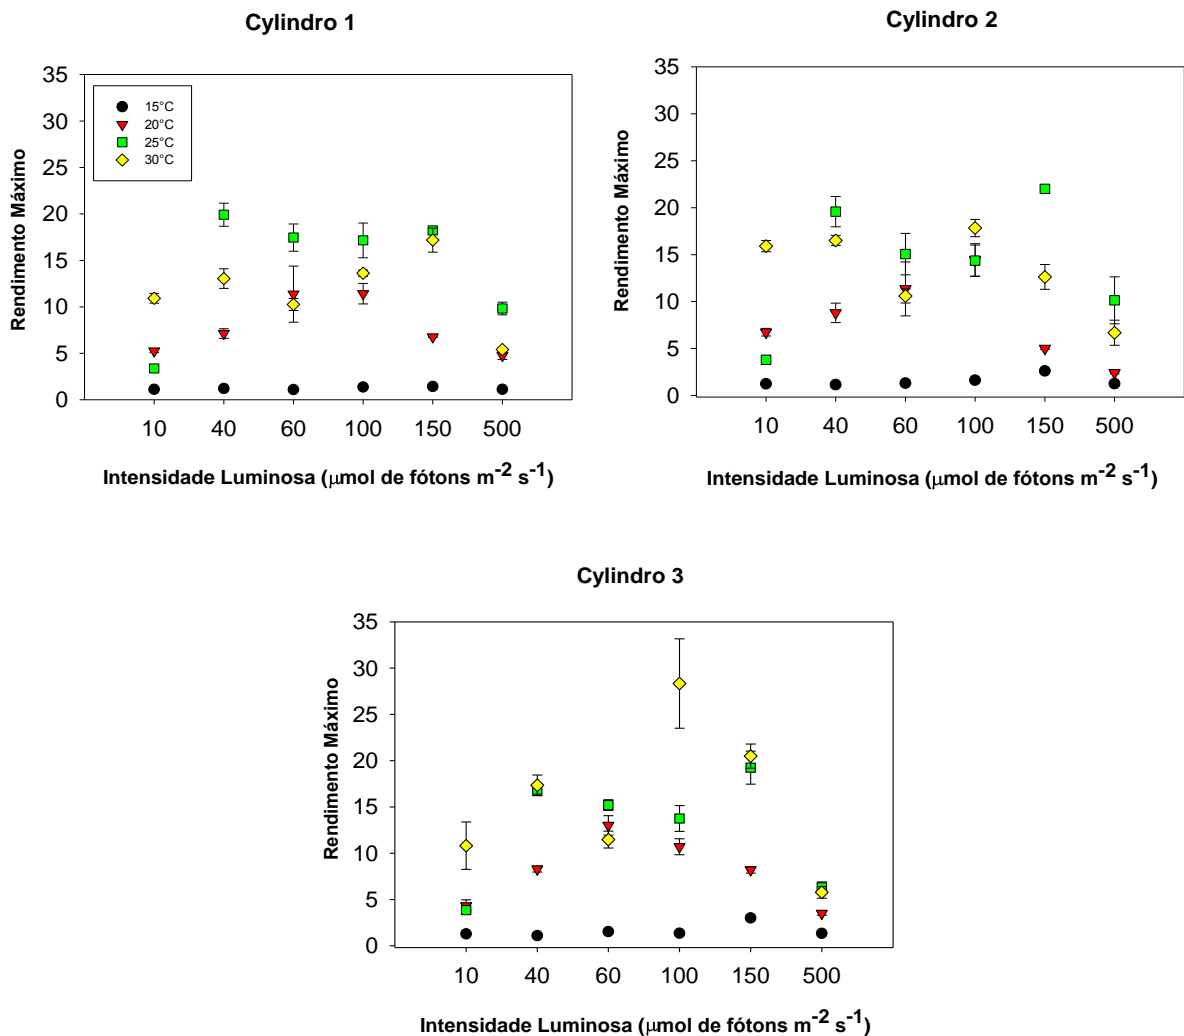 Cylindro 1
Rendimento Máximo
35
30
25
20
15
10
5
0
15°C
20°C
25°C
30°C
10 40 60 100 150 500
Intensidade Luminosa (μmol de fótons m-2 s-1)
Cylindro 2
Rendimento Máximo
35
30
25
20
15
10
5
0
10 40 60 100 150 500
Intensidade Luminosa (μmol de fótons m-2 s-1)
Cylindro 3
Rendimento Máximo
35
30
25
20
15
10
5
0
10 40 60 100 150 500
Intensidade Luminosa (μmol de fótons m-2 s-1)